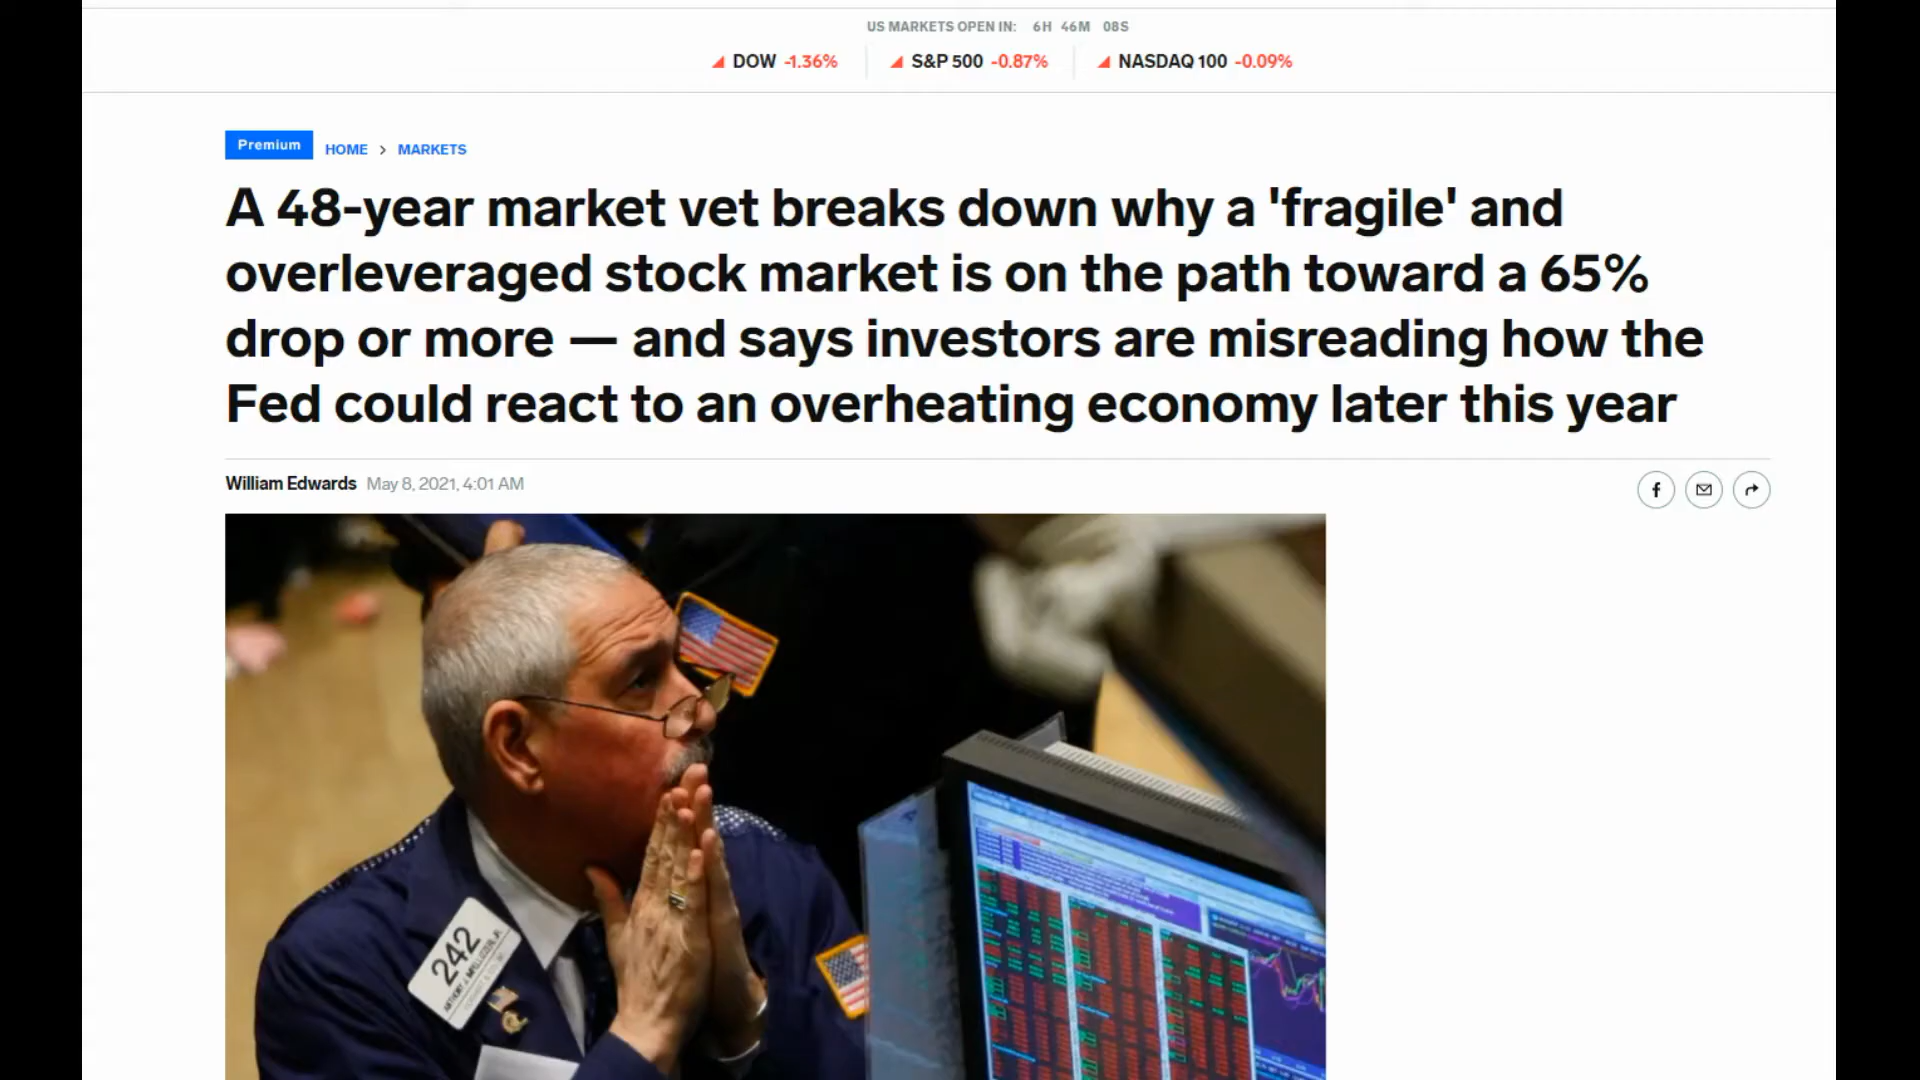 US MARKETS OPEN IN: 6H 46M 08S
DOW -1.36% S&P 500 -0.87% NASDAQ 100 -0.09%
Premium HOME > MARKETS
A 48-year market vet breaks down why a 'fragile' and
overleveraged stock market is on the path toward a 65%
drop or more — and says investors are misreading how the
Fed could react to an overheating economy later this year
William Edwards May 8, 2021, 4:01 AM
242